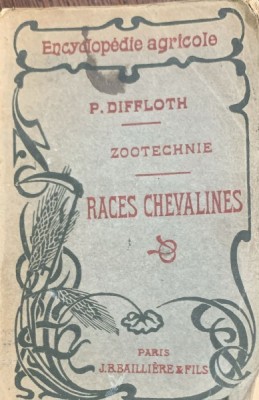 Encyclopédie agricole
P. DIFFLOTH
ZOOTECHNIE
RACES CHEVALINES
PARIS
J.B.BAILLIÈRE & FILS